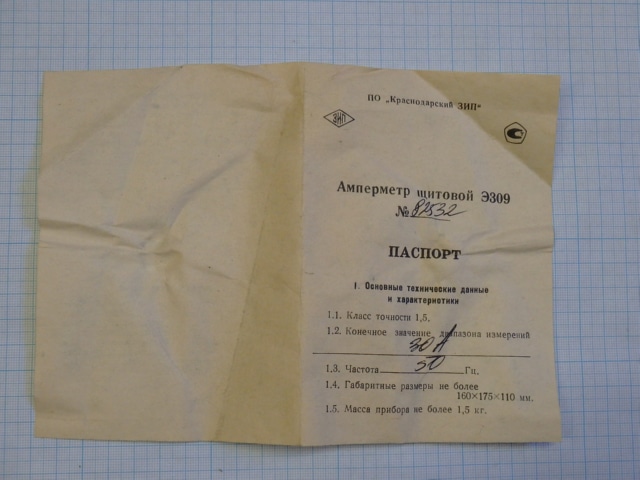 ПО „Краснодарский ЗИП"
ЗИП
Амперметр щитовой Э309
№ 82532
ПАСПОРТ
1. Основные технические данные
и характеристики
1.1. Класс точности 1,5.
1.2. Конечное значение диапазона измерений
30 А
1,3. Частота 50 Гц.
1.4. Габаритные размеры не более
160×175×110 мм.
1.5. Масса прибора не более 1,5 кг.